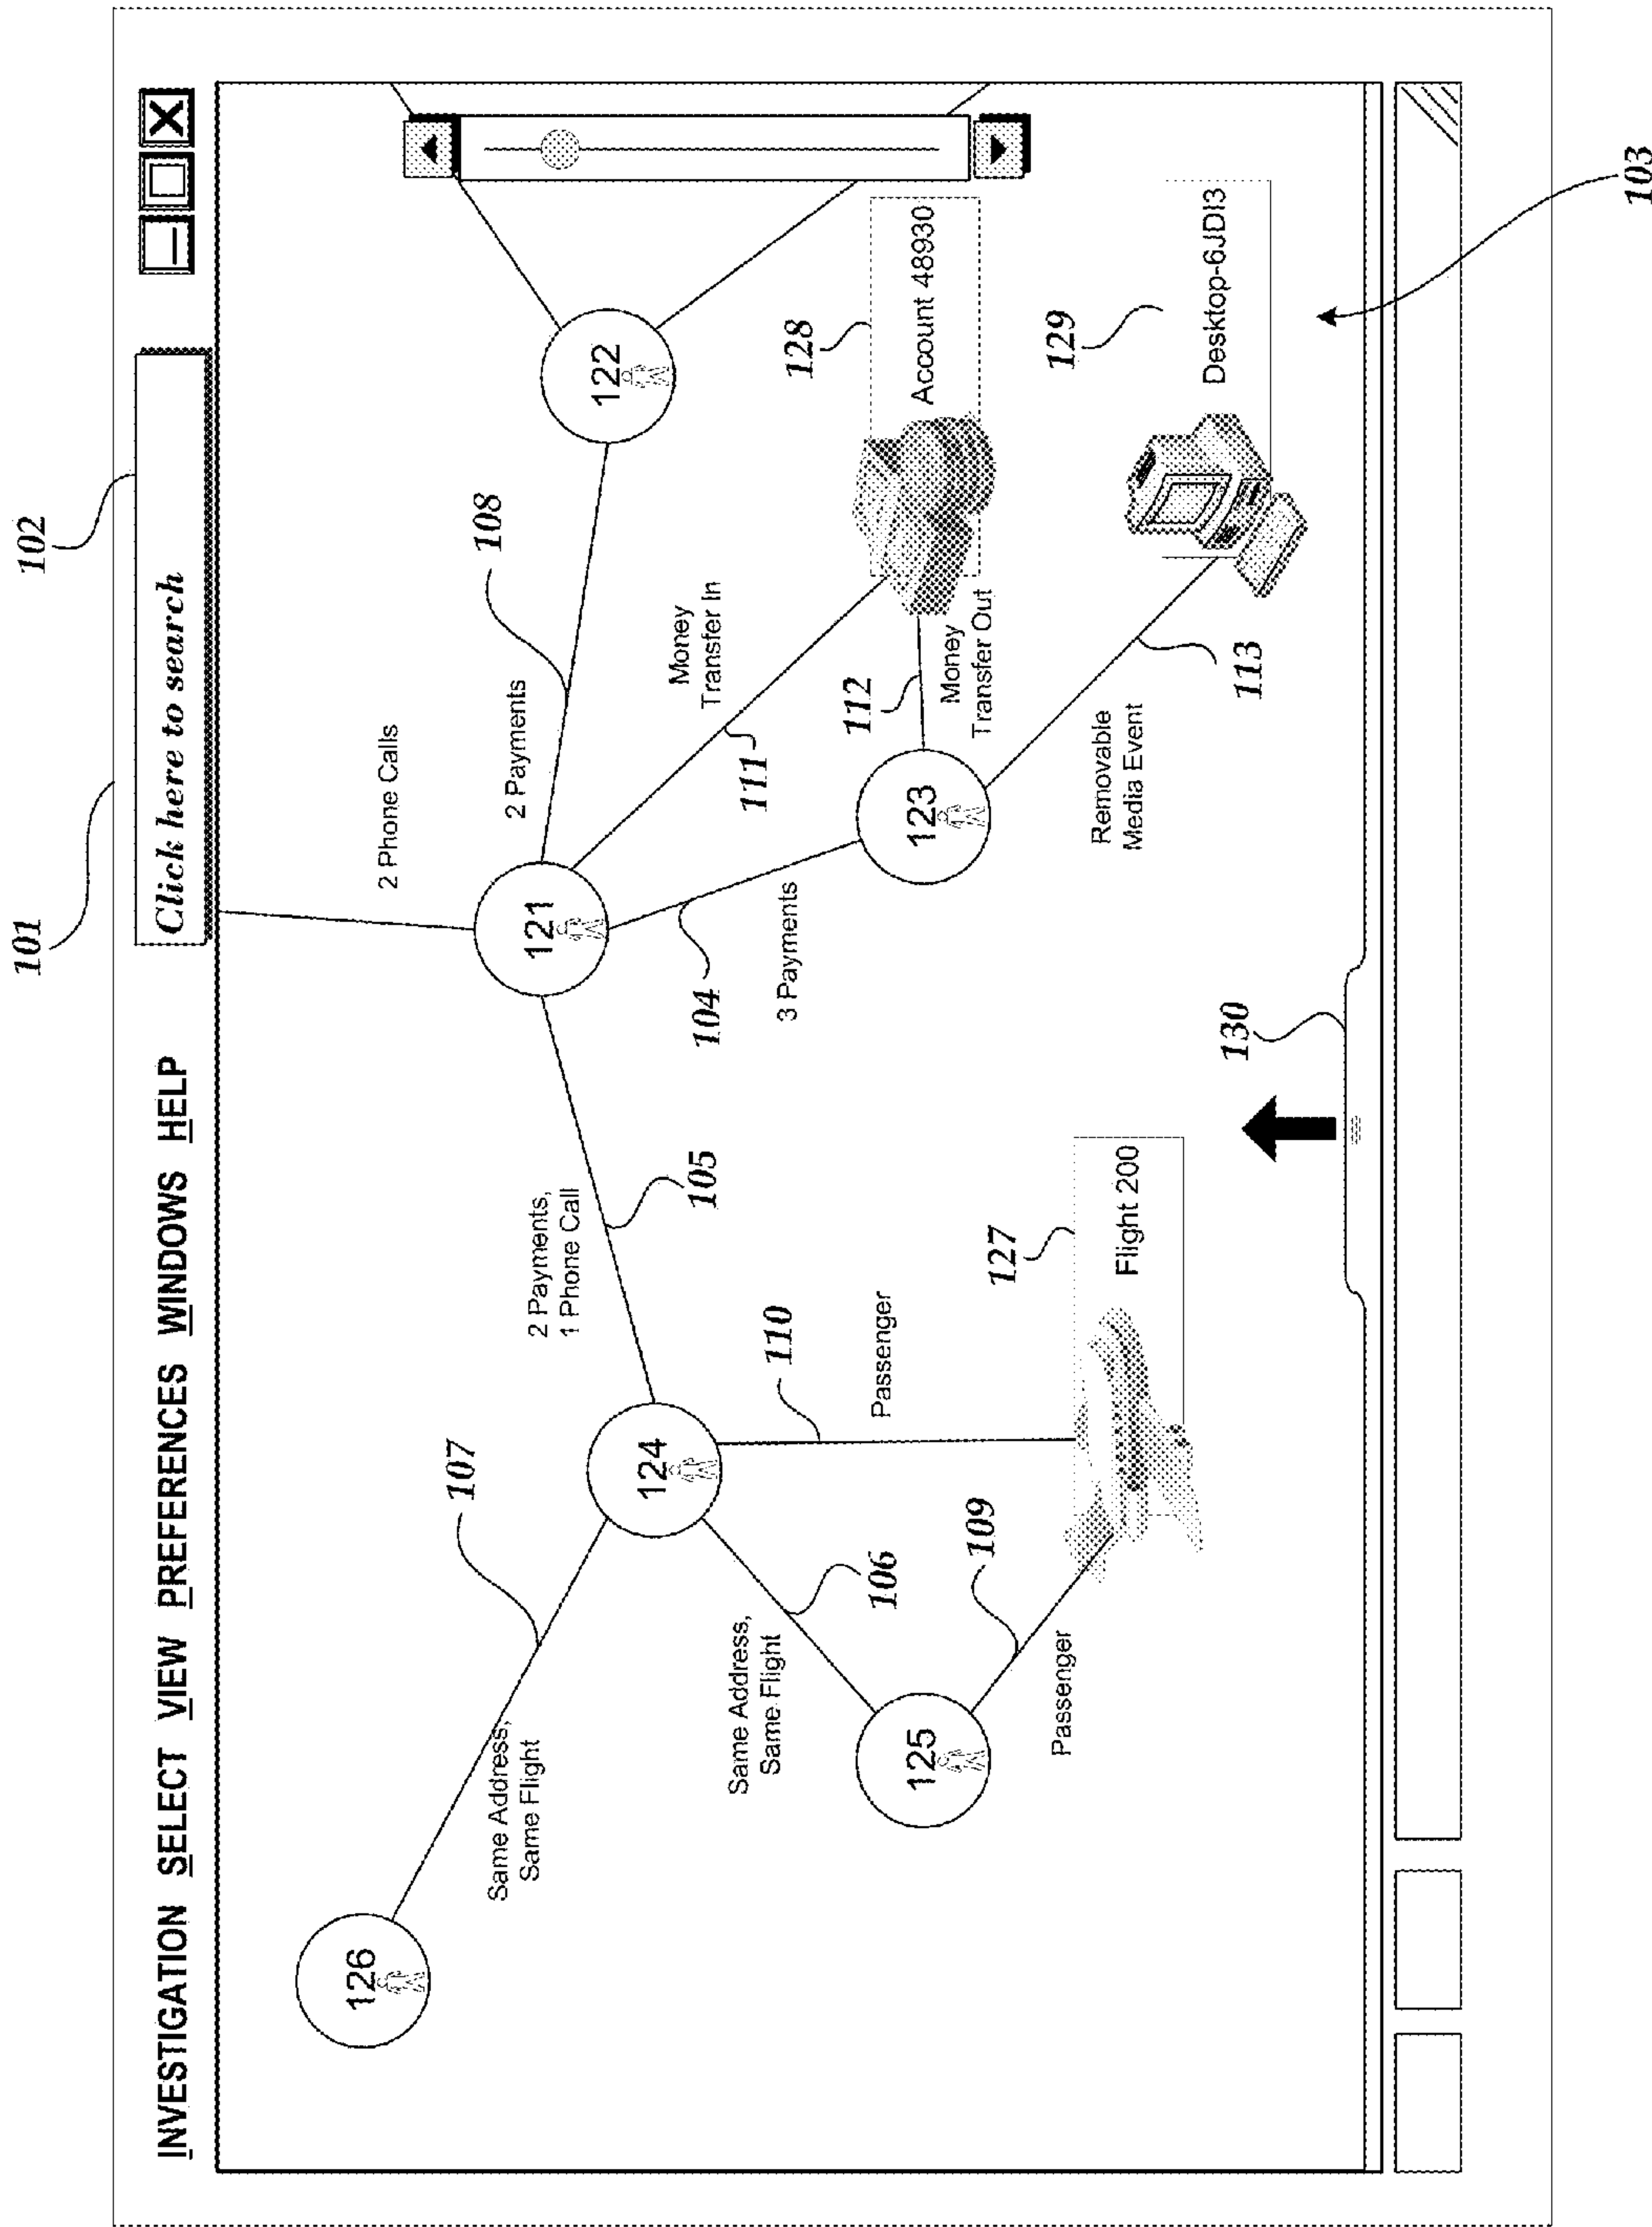 101
102
INVESTIGATION SELECT VIEW PREFERENCES WINDOWS HELP
Click here to search
126
107
Same Address,
Same Flight
124
2 Payments,
1 Phone Call
105
2 Phone Calls
121
2 Payments
108
122
Same Address,
Same Flight
106
110
Passenger
104
3 Payments
111
Money
Transfer In
125
109
Passenger
127
Flight 200
123
112
Money
Transfer Out
128
Account 48930
Removable
Media Event
113
129
Desktop-6JDI3
130
103